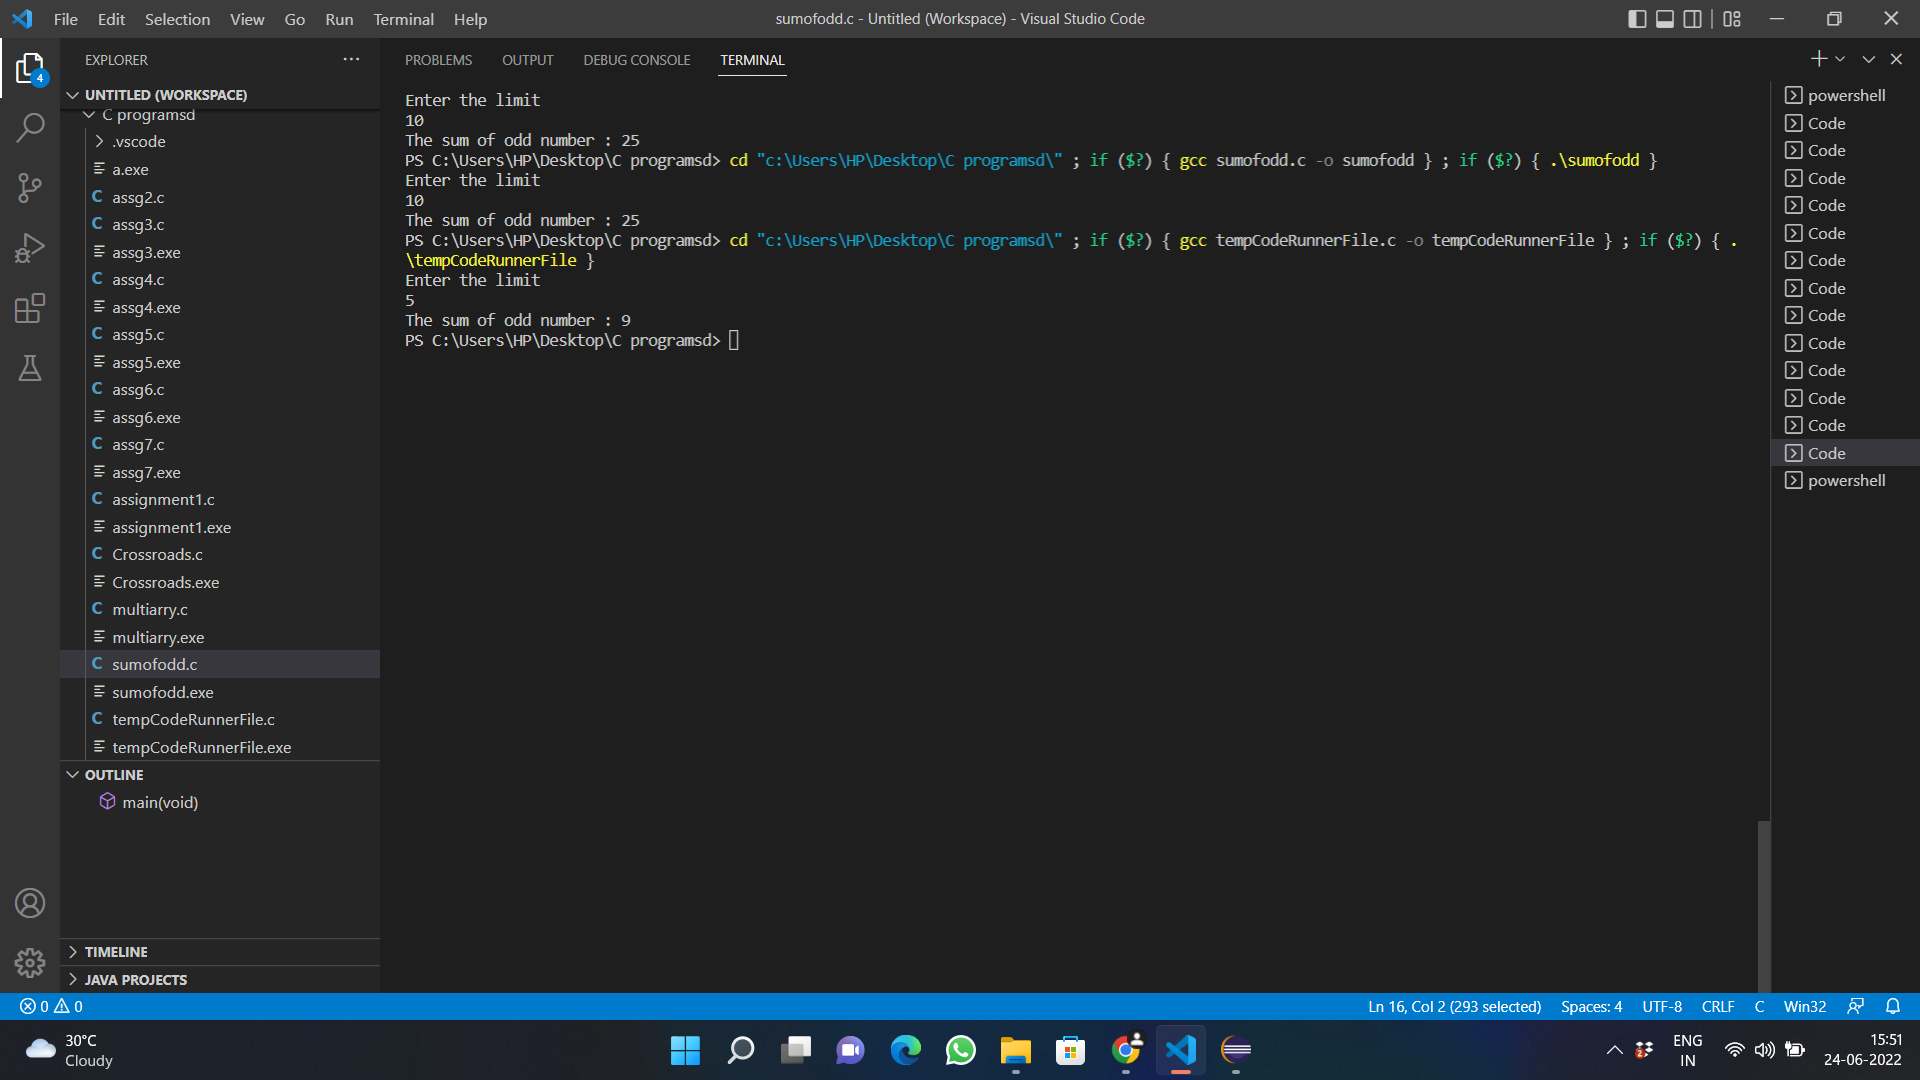 File Edit Selection View Go Run Terminal Help
sumofodd.c - Untitled (Workspace) - Visual Studio Code
4
EXPLORER
UNTITLED (WORKSPACE)
C programsd
.vscode
a.exe
C assg2.c
C assg3.c
assg3.exe
C assg4.c
assg4.exe
C assg5.c
assg5.exe
C assg6.c
assg6.exe
C assg7.c
assg7.exe
C assignment1.c
assignment1.exe
C Crossroads.c
Crossroads.exe
C multiarry.c
multiarry.exe
C sumofodd.c
sumofodd.exe
C tempCodeRunnerFile.c
tempCodeRunnerFile.exe
OUTLINE
main(void)
TIMELINE
JAVA PROJECTS
PROBLEMS OUTPUT DEBUG CONSOLE TERMINAL
Enter the limit
10
The sum of odd number : 25
PS C:\Users\HP\Desktop\C programsd> cd "c:\Users\HP\Desktop\C programsd\" ; if ($?) { gcc sumofodd.c -o sumofodd } ; if ($?) { .\sumofodd }
Enter the limit
10
The sum of odd number : 25
PS C:\Users\HP\Desktop\C programsd> cd "c:\Users\HP\Desktop\C programsd\" ; if ($?) { gcc tempCodeRunnerFile.c -o tempCodeRunnerFile } ; if ($?) { .
\tempCodeRunnerFile }
Enter the limit
5
The sum of odd number : 9
PS C:\Users\HP\Desktop\C programsd>
powershell
Code
Code
Code
Code
Code
Code
Code
Code
Code
Code
Code
Code
Code
powershell
0 0
Ln 16, Col 2 (293 selected) Spaces: 4 UTF-8 CRLF C Win32
30°C
Cloudy
2
ENG
IN
15:51
24-06-2022